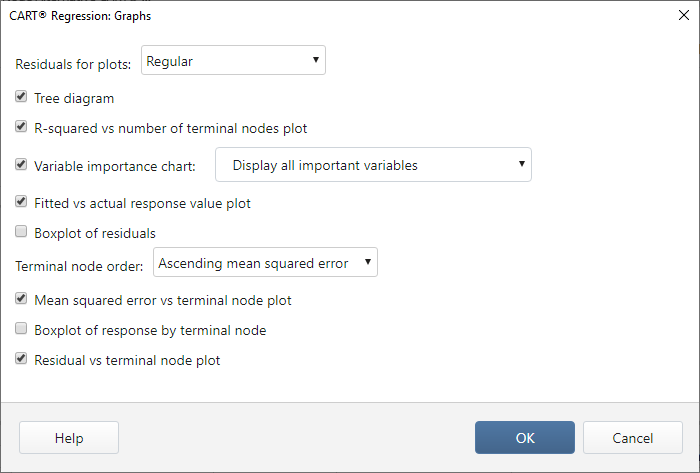 CART® Regression: Graphs
Residuals for plots: Regular
Tree diagram
R-squared vs number of terminal nodes plot
Variable importance chart: Display all important variables
Fitted vs actual response value plot
Boxplot of residuals
Terminal node order: Ascending mean squared error
Mean squared error vs terminal node plot
Boxplot of response by terminal node
Residual vs terminal node plot
Help OK Cancel